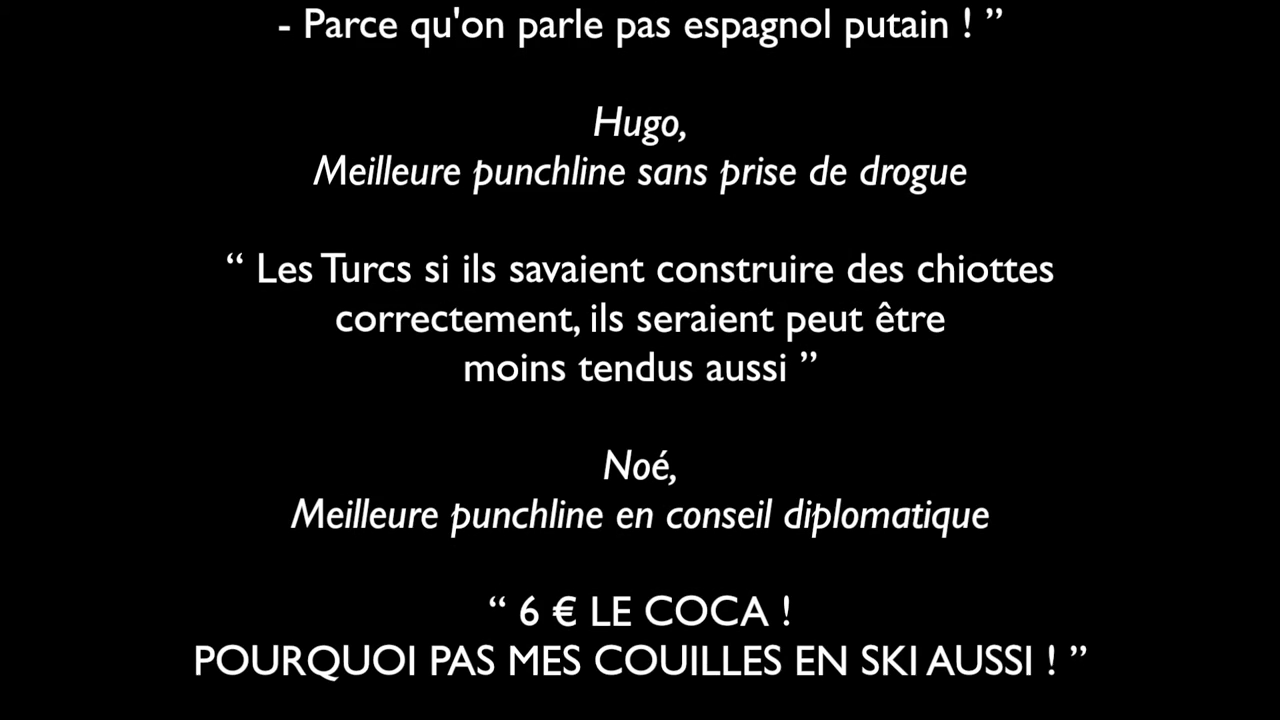 - Parce qu'on parle pas espagnol putain ! ”
Hugo,
Meilleure punchline sans prise de drogue
“ Les Turcs si ils savaient construire des chiottes
correctement, ils seraient peut être
moins tendus aussi ”
Noé,
Meilleure punchline en conseil diplomatique
“ 6 € LE COCA !
POURQUOI PAS MES COUILLES EN SKI AUSSI ! ”